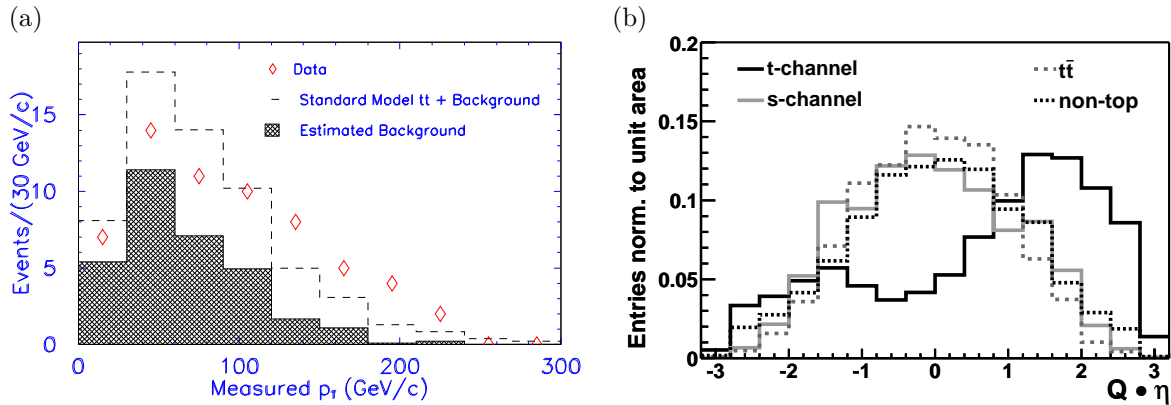 (a)
Events/(30 GeV/c)
15
10
5
0
Data
Standard Model tt + Background
Estimated Background
0
100
200
300
Measured pT (GeV/c)
(b)
Entries norm. to unit area
0.2
0.15
0.1
0.05
0
t-channel
s-channel
tt̄
non-top
-3
-2
-1
0
1
2
3
Q • η